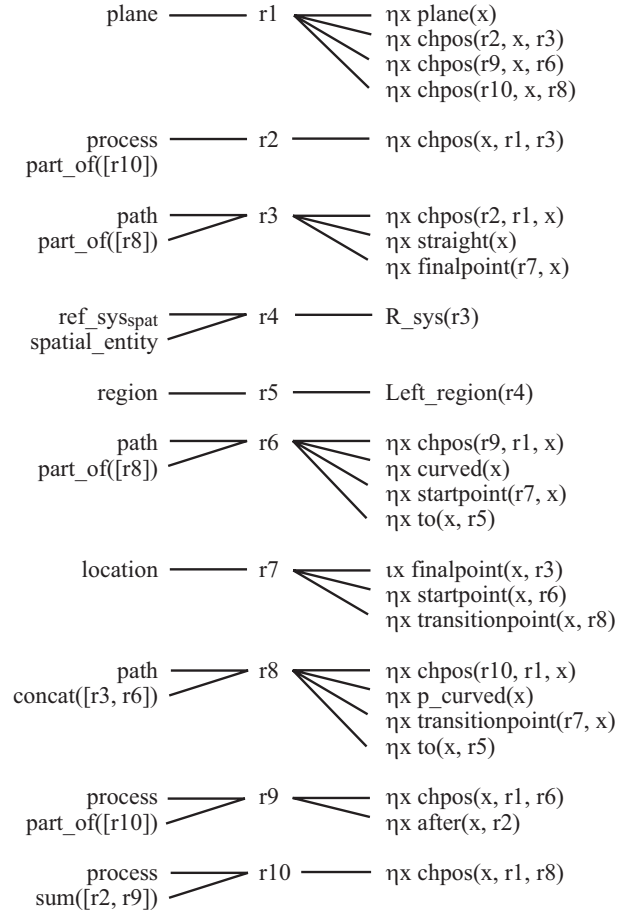 plane r1 ηx plane(x)
ηx chpos(r2, x, r3)
ηx chpos(r9, x, r6)
ηx chpos(r10, x, r8)
process r2 ηx chpos(x, r1, r3)
part_of([r10])
path r3 ηx chpos(r2, r1, x)
part_of([r8]) ηx straight(x)
ηx finalpoint(r7, x)
ref_sysspat r4 R_sys(r3)
spatial_entity
region r5 Left_region(r4)
path r6 ηx chpos(r9, r1, x)
part_of([r8]) ηx curved(x)
ηx startpoint(r7, x)
ηx to(x, r5)
location r7 ιx finalpoint(x, r3)
ηx startpoint(x, r6)
ηx transitionpoint(x, r8)
path r8 ηx chpos(r10, r1, x)
concat([r3, r6]) ηx p_curved(x)
ηx transitionpoint(r7, x)
ηx to(x, r5)
process r9 ηx chpos(x, r1, r6)
part_of([r10]) ηx after(x, r2)
process r10 ηx chpos(x, r1, r8)
sum([r2, r9])